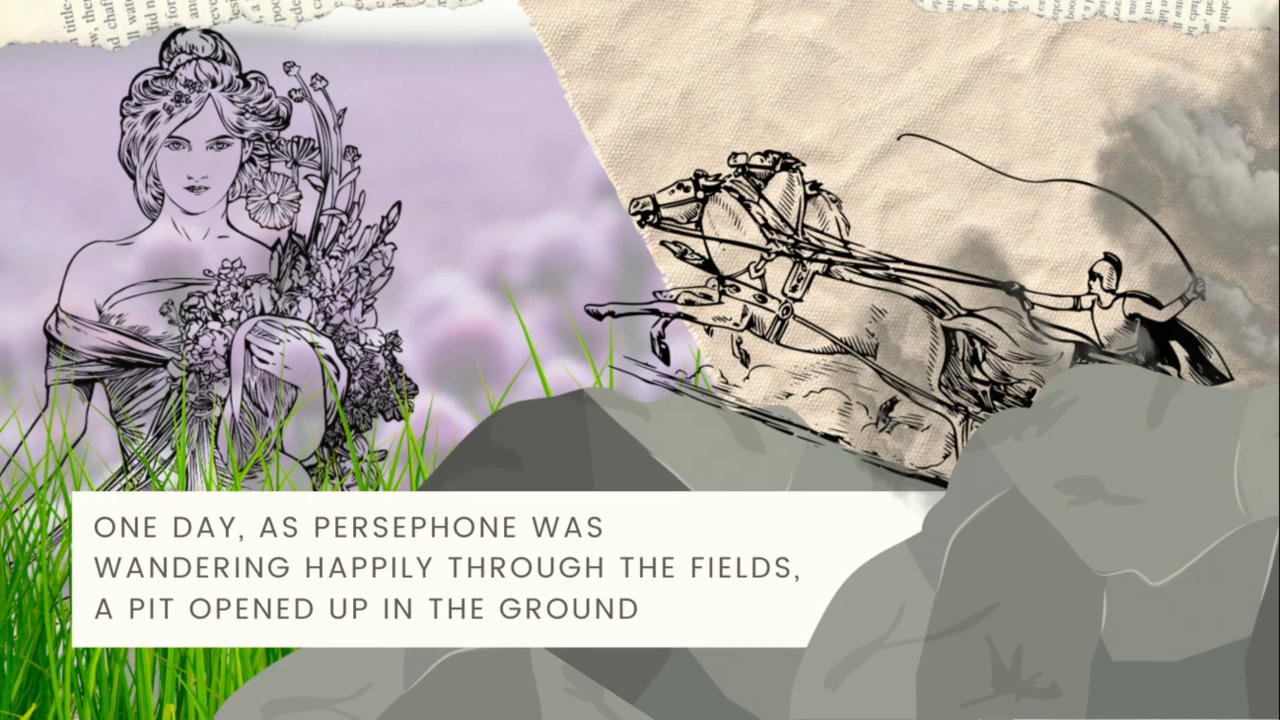 ONE DAY, AS PERSEPHONE WAS
WANDERING HAPPILY THROUGH THE FIELDS,
A PIT OPENED UP IN THE GROUND